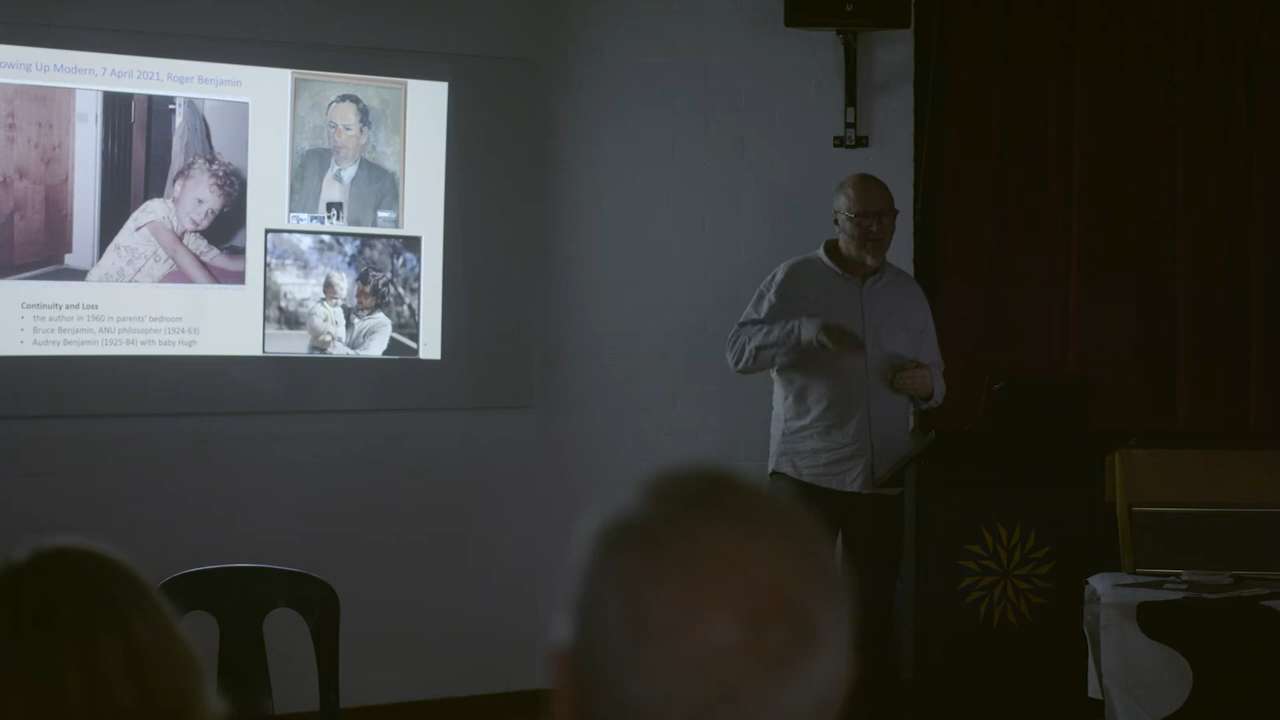 owing Up Modern, 7 April 2021, Roger Benjamin
Continuity and Loss
• the author in 1960 in parents' bedroom
• Bruce Benjamin, ANU philosopher (1924-63)
• Audrey Benjamin (1925-84) with baby Hugh